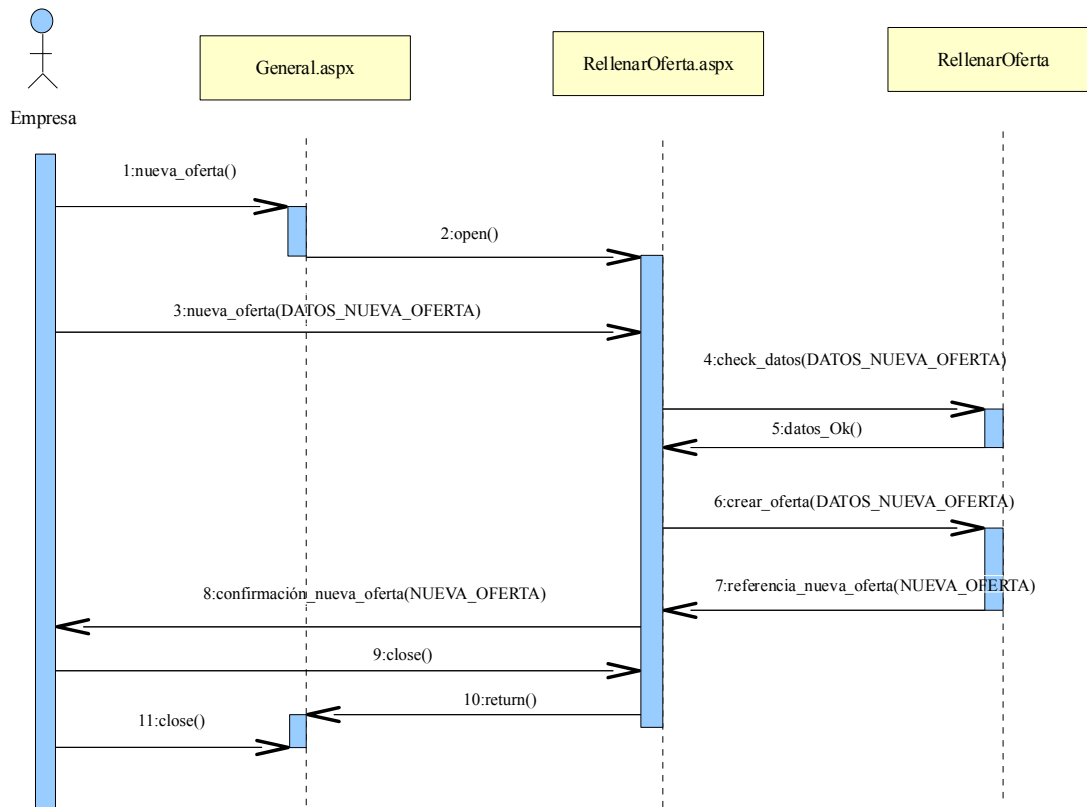 General.aspx
RellenarOferta.aspx
RellenarOferta
Empresa
1:nueva_oferta()
2:open()
3:nueva_oferta(DATOS_NUEVA_OFERTA)
4:check_datos(DATOS_NUEVA_OFERTA)
5:datos_Ok()
6:crear_oferta(DATOS_NUEVA_OFERTA)
7:referencia_nueva_oferta(NUEVA_OFERTA)
8:confirmación_nueva_oferta(NUEVA_OFERTA)
9:close()
10:return()
11:close()